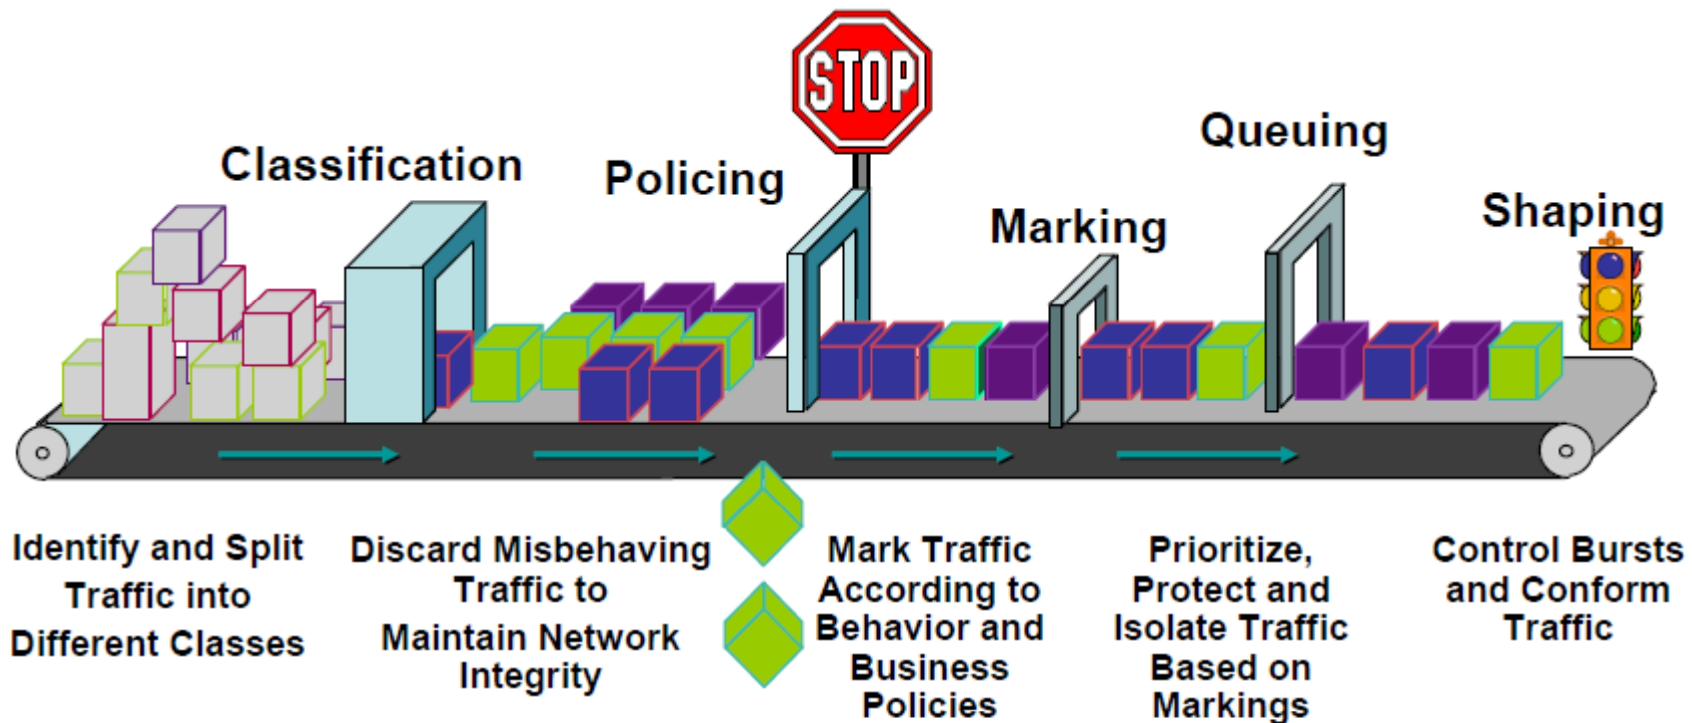 STOP
Classification
Policing
Marking
Queuing
Shaping
Identify and Split
Traffic into
Different Classes
Discard Misbehaving
Traffic to
Maintain Network
Integrity
Mark Traffic
According to
Behavior and
Business
Policies
Prioritize,
Protect and
Isolate Traffic
Based on
Markings
Control Bursts
and Conform
Traffic